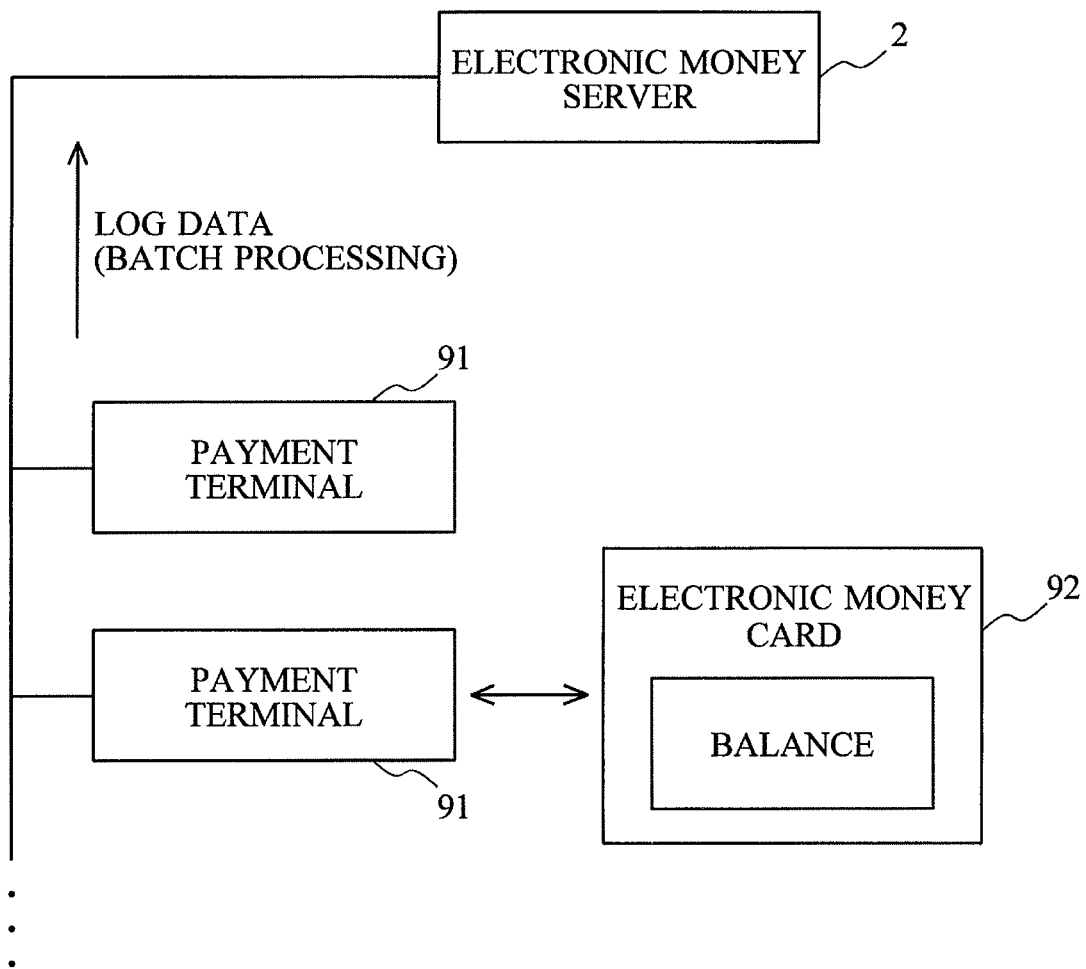 2
ELECTRONIC MONEY
SERVER
LOG DATA
(BATCH PROCESSING)
91
PAYMENT
TERMINAL
92
ELECTRONIC MONEY
CARD
PAYMENT
TERMINAL
BALANCE
91